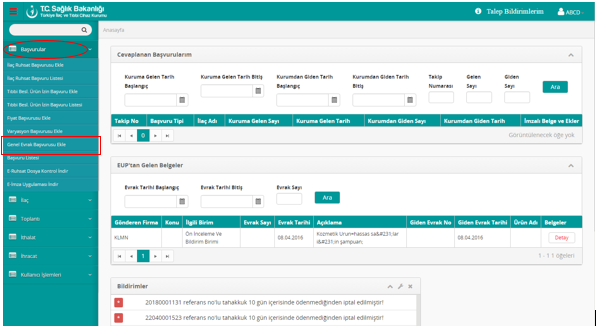 T.C. Sağlık Bakanlığı
Türkiye İlaç ve Tıbbi Cihaz Kurumu
Talep Bildirimlerim
ABCD
Anasayfa
Başvurular
İlaç Ruhsat Başvurusu Ekle
İlaç Ruhsat Başvuru Listesi
Tıbbi Besl. Ürün İzin Başvuru Ekle
Tıbbi Besl. Ürün İzin Başvuru Listesi
Fiyat Başvurusu Ekle
Varyasyon Başvurusu Ekle
Genel Evrak Başvurusu Ekle
Başvuru Listesi
E-Ruhsat Dosya Kontrol İndir
E-İmza Uygulaması İndir
İlaç
Toplantı
İthalat
İhracat
Kullanıcı İşlemleri
Cevaplanan Başvurularım
Kuruma Gelen Tarih Başlangıç
Kuruma Gelen Tarih Bitiş
Kurumdan Giden Tarih Başlangıç
Kurumdan Giden Tarih Bitiş
Takip Numarası
Gelen Sayı
Giden Sayı
Ara
Takip No Başvuru Tipi İlaç Adı Kuruma Gelen Sayı Kuruma Gelen Tarih Kurumdan Giden Sayı Kurumdan Giden Tarih İmzalı Belge ve Ekler
0
Görüntülenecek öğe yok
EUP'tan Gelen Belgeler
Evrak Tarihi Başlangıç
Evrak Tarihi Bitiş
Evrak Sayı
Ara
Gönderen Firma Konu İlgili Birim Evrak Sayı Evrak Tarihi Açıklama Giden Evrak No Giden Evrak Tarihi Ürün Adı Belgeler
KLMN
Ön İnceleme Ve
Bildirim Birimi
08.04.2016
Kozmetik Urun=hassas sa&#231;lar
i&#231;in şampuan;
08.04.2016
Detay
1
1 - 1 1 öğeleri
Bildirimler
20180001131 referans no'lu tahakkuk 10 gün içerisinde ödenmediğinden iptal edilmiştir!
22040001523 referans no'lu tahakkuk 10 gün içerisinde ödenmediğinden iptal edilmiştir!